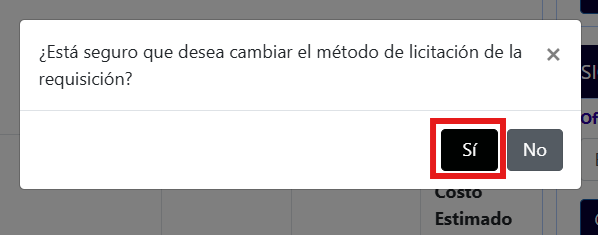 ¿Está seguro que desea cambiar el método de licitación de la
requisición?
×
Sí
No
Costo
Estimado